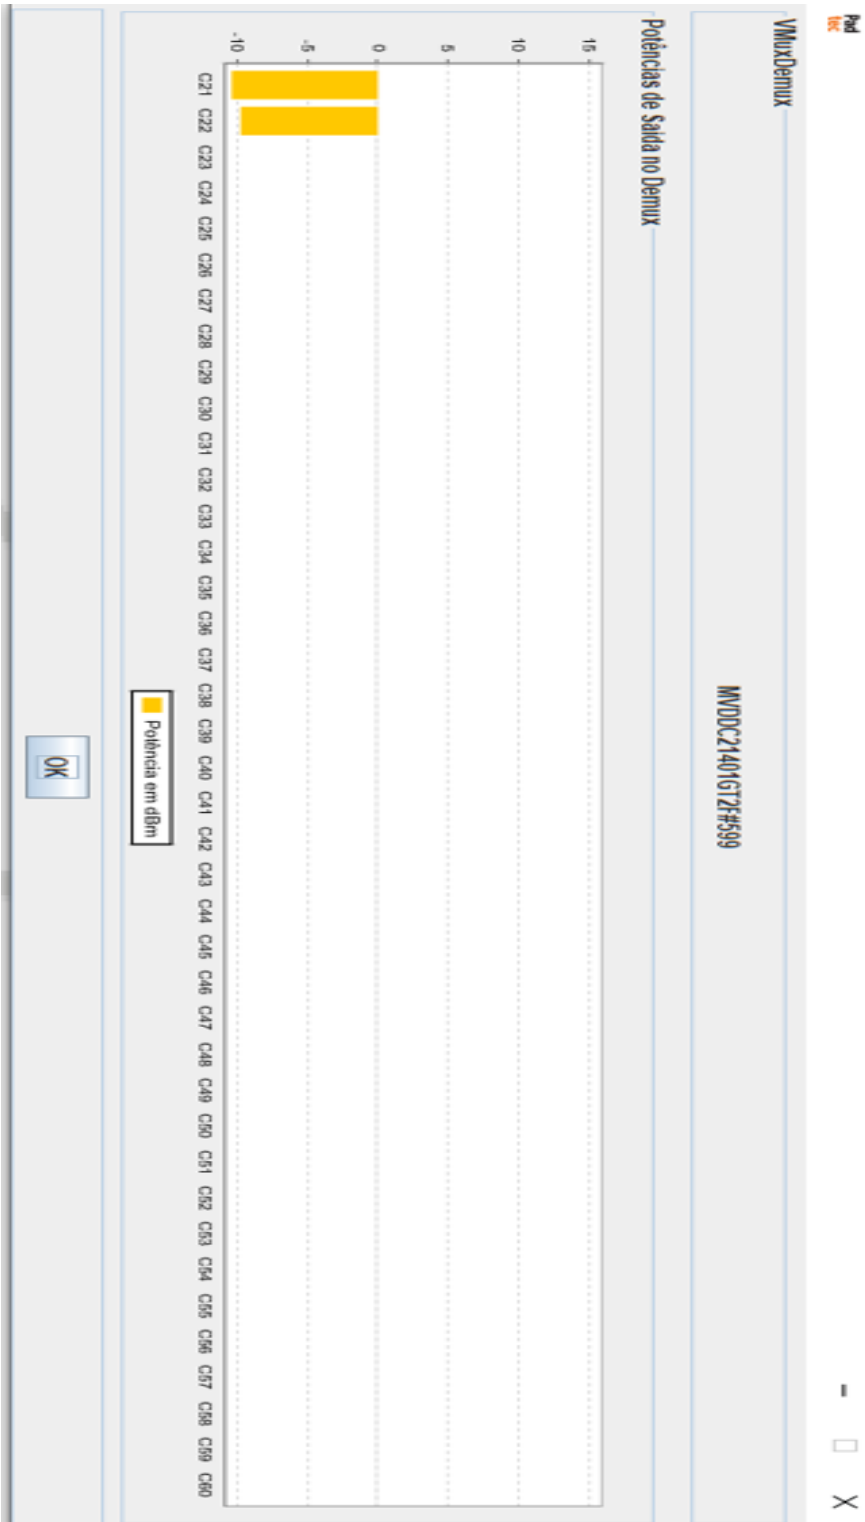 Pad
tec
VMuxDemux
MVDDC21401GT2F#599
Potências de Saída no Demux
15
10
5
0
-5
-10
C21 C22 C23 C24 C25 C26 C27 C28 C29 C30 C31 C32 C33 C34 C35 C36 C37 C38 C39 C40 C41 C42 C43 C44 C45 C46 C47 C48 C49 C50 C51 C52 C53 C54 C55 C56 C57 C58 C59 C60
Potência em dBm
OK